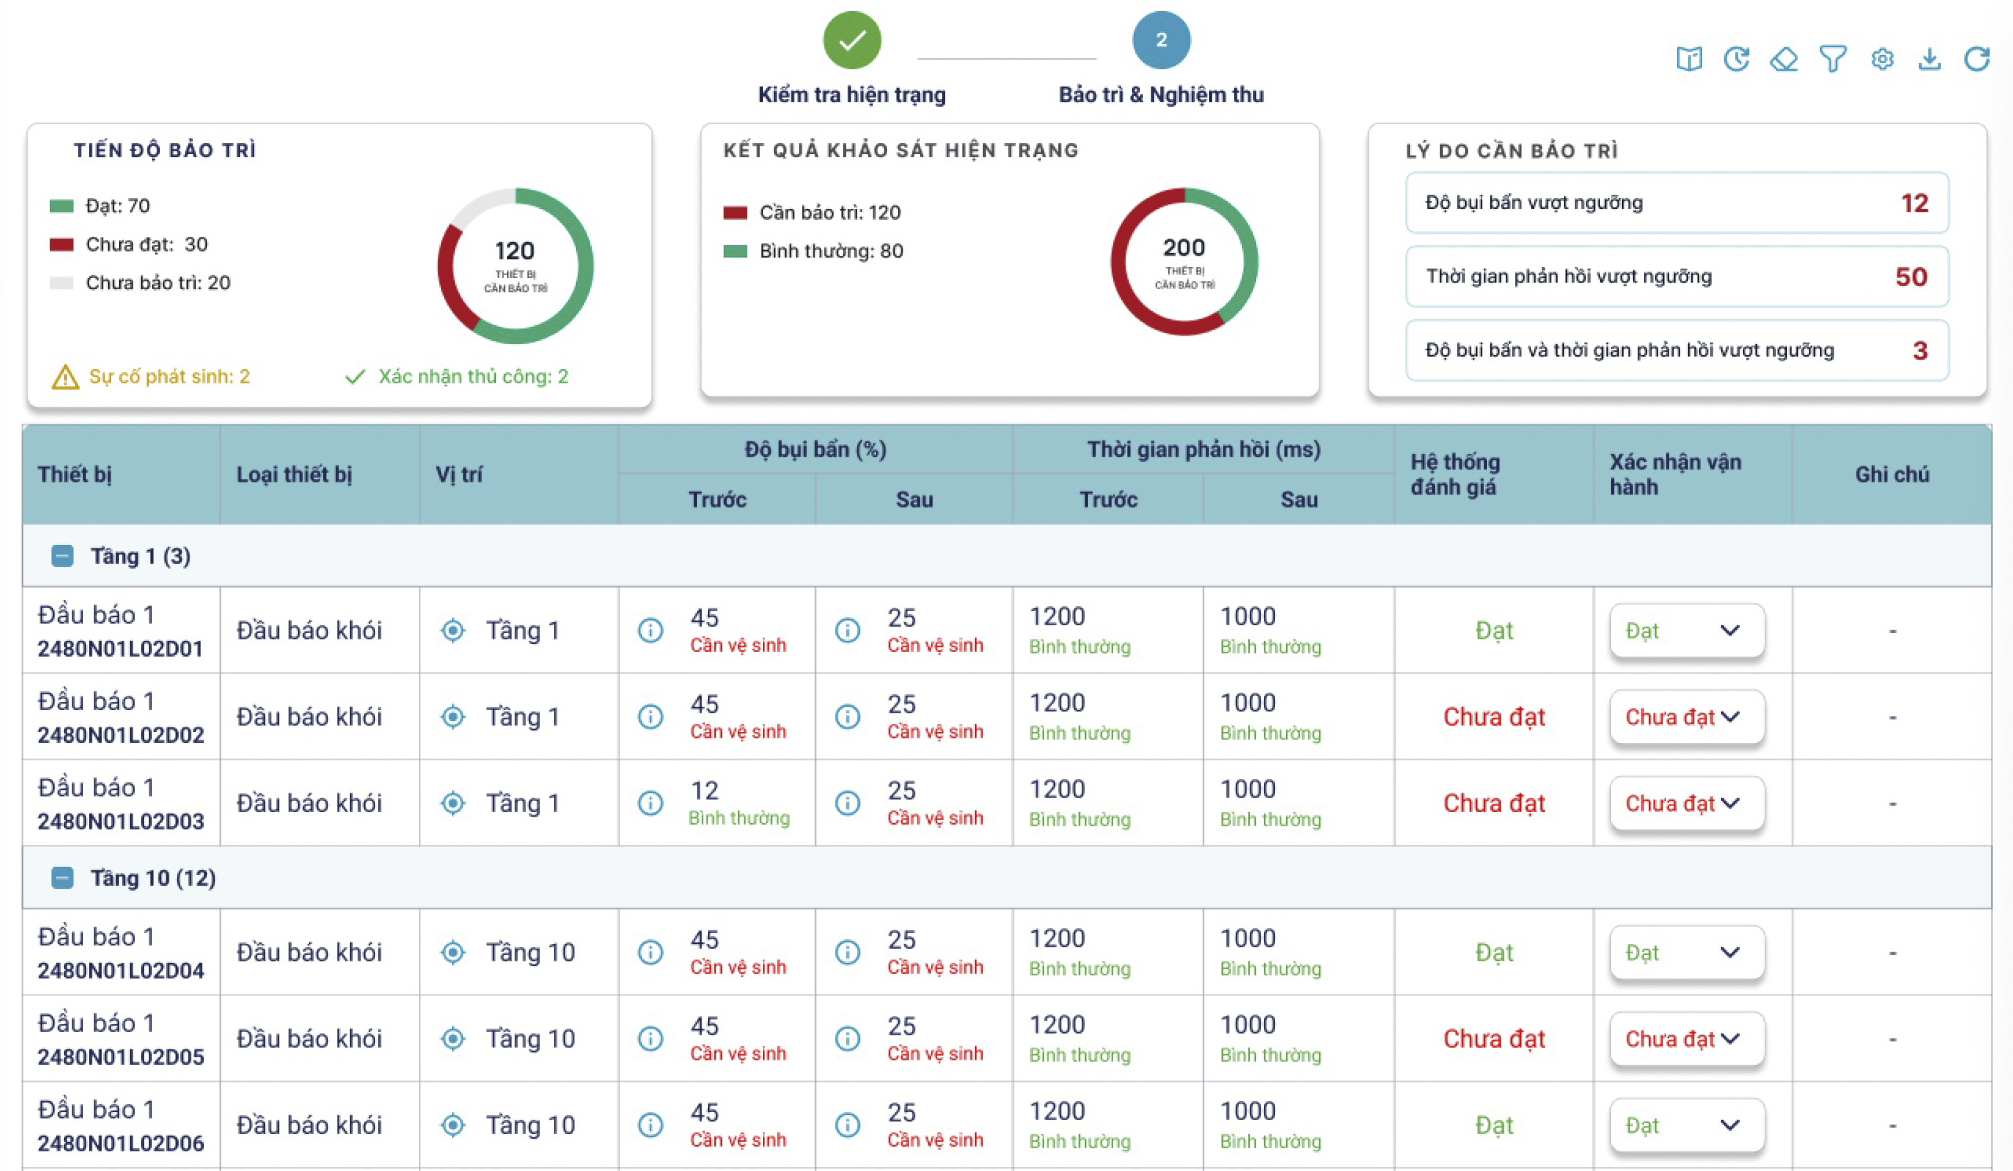 2
Kiểm tra hiện trạng
Bảo trì & Nghiệm thu
TIẾN ĐỘ BẢO TRÌ
Đạt: 70
Chưa đạt: 30
Chưa bảo trì: 20
120
THIẾT BỊ
CẦN BẢO TRÌ
Sự cố phát sinh: 2
Xác nhận thủ công: 2
KẾT QUẢ KHẢO SÁT HIỆN TRẠNG
Cần bảo trì: 120
Bình thường: 80
200
THIẾT BỊ
CẦN BẢO TRÌ
LÝ DO CẦN BẢO TRÌ
Độ bụi bẩn vượt ngưỡng 12
Thời gian phản hồi vượt ngưỡng 50
Độ bụi bẩn và thời gian phản hồi vượt ngưỡng 3
Thiết bị
Loại thiết bị
Vị trí
Độ bụi bẩn (%)
Trước
Sau
Thời gian phản hồi (ms)
Trước
Sau
Hệ thống
đánh giá
Xác nhận vận
hành
Ghi chú
Tầng 1 (3)
Đầu báo 1
2480N01L02D01
Đầu báo khói
Tầng 1
45
Cần vệ sinh
25
Cần vệ sinh
1200
Bình thường
1000
Bình thường
Đạt
Đạt
-
Đầu báo 1
2480N01L02D02
Đầu báo khói
Tầng 1
45
Cần vệ sinh
25
Cần vệ sinh
1200
Bình thường
1000
Bình thường
Chưa đạt
Chưa đạt
-
Đầu báo 1
2480N01L02D03
Đầu báo khói
Tầng 1
12
Bình thường
25
Cần vệ sinh
1200
Bình thường
1000
Bình thường
Chưa đạt
Chưa đạt
-
Tầng 10 (12)
Đầu báo 1
2480N01L02D04
Đầu báo khói
Tầng 10
45
Cần vệ sinh
25
Cần vệ sinh
1200
Bình thường
1000
Bình thường
Đạt
Đạt
-
Đầu báo 1
2480N01L02D05
Đầu báo khói
Tầng 10
45
Cần vệ sinh
25
Cần vệ sinh
1200
Bình thường
1000
Bình thường
Chưa đạt
Chưa đạt
-
Đầu báo 1
2480N01L02D06
Đầu báo khói
Tầng 10
45
Cần vệ sinh
25
Cần vệ sinh
1200
Bình thường
1000
Bình thường
Đạt
Đạt
-